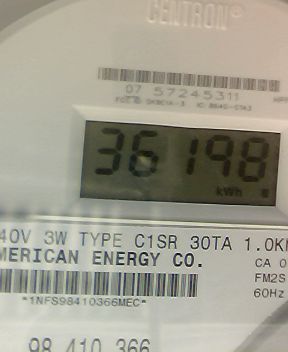 CENTRON®
07 57245311
36198
kWh
40V 3W TYPE C1SR 30TA 1.0K
MERICAN ENERGY CO.
CA 0
FM2S
60Hz
*1NFS98410366MEC*
98 410 366